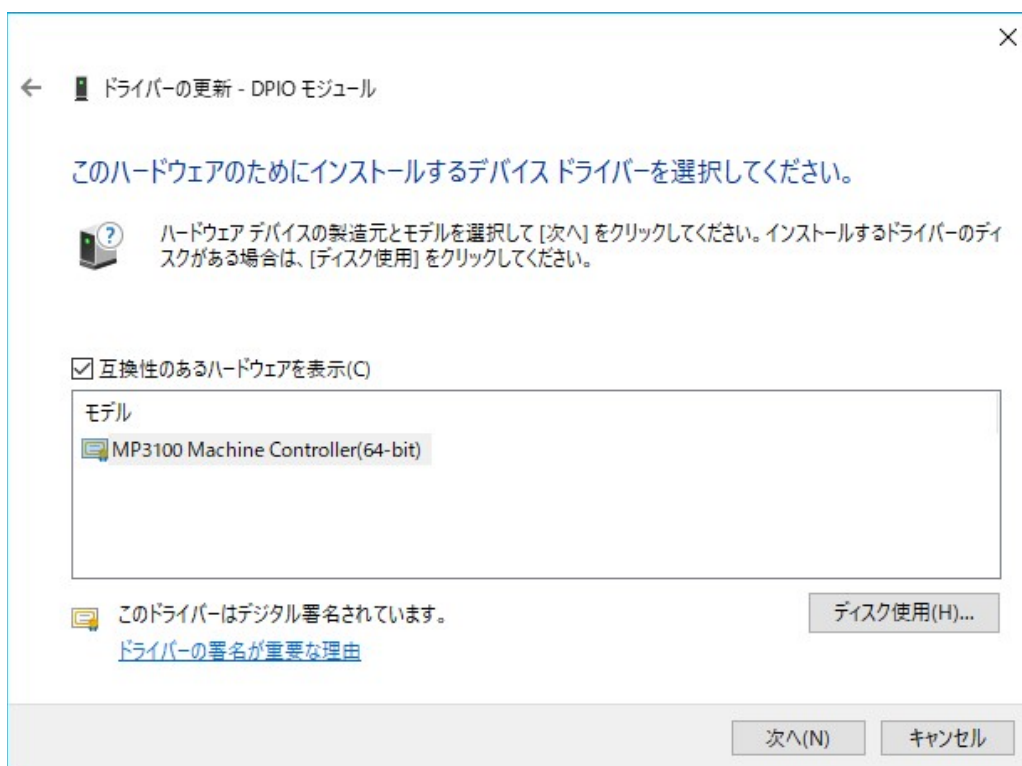 ドライバーの更新 - DPIO モジュール
このハードウェアのためにインストールするデバイス ドライバーを選択してください。
ハードウェア デバイスの製造元とモデルを選択して [次へ] をクリックしてください。インストールするドライバーのディ
スクがある場合は、[ディスク使用] をクリックしてください。
互換性のあるハードウェアを表示(C)
モデル
MP3100 Machine Controller(64-bit)
このドライバーはデジタル署名されています。
ディスク使用(H)...
ドライバーの署名が重要な理由
次へ(N)
キャンセル